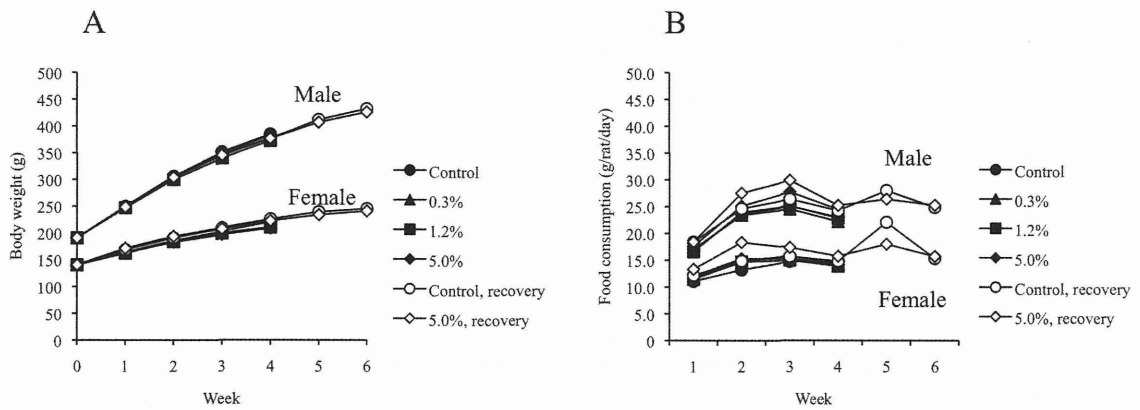 A
Body weight (g)
500
450
400
350
300
250
200
150
100
50
0
0 1 2 3 4 5 6
Week
Male
Female
Control
0.3%
1.2%
5.0%
Control, recovery
5.0%, recovery
B
Food consumption (g/rat/day)
50.0
45.0
40.0
35.0
30.0
25.0
20.0
15.0
10.0
5.0
0.0
1 2 3 4 5 6
Week
Male
Female
Control
0.3%
1.2%
5.0%
Control, recovery
5.0%, recovery